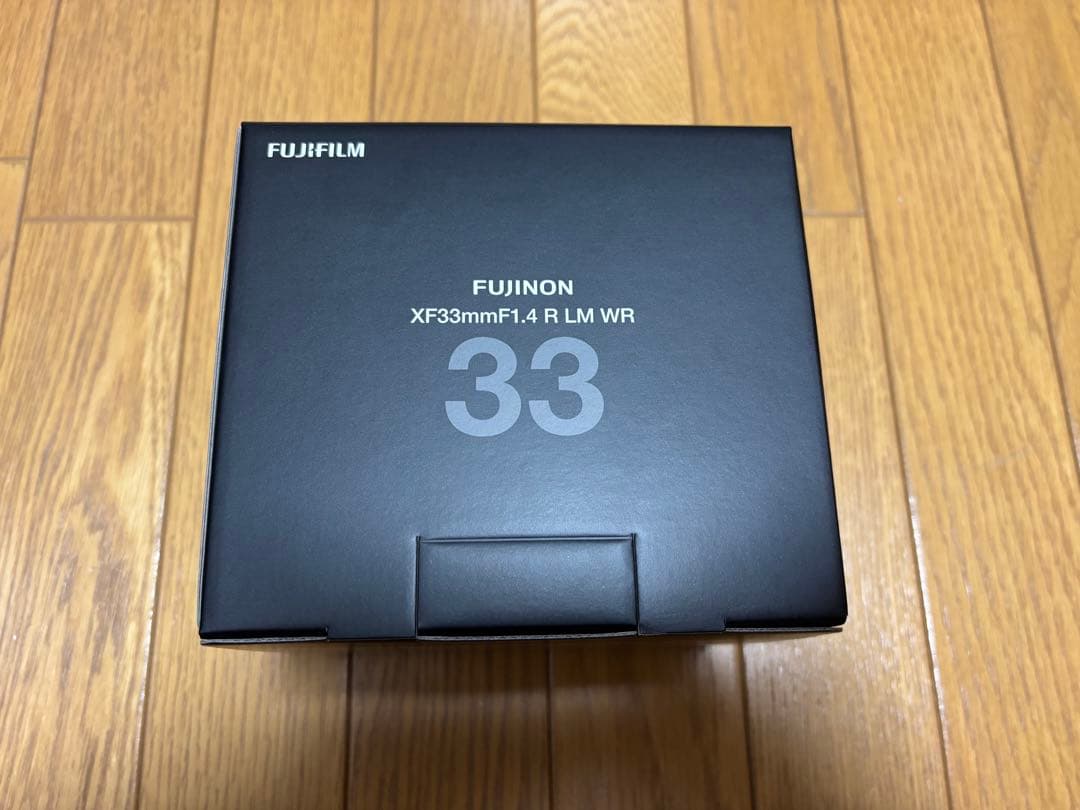 FUJIFILM
FUJINON
XF33mmF1.4 R LM WR
33